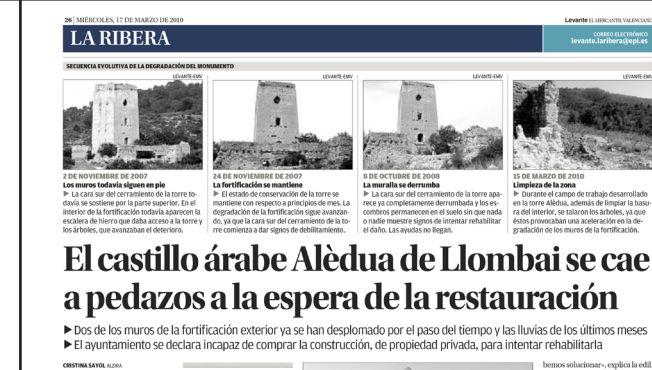 26 | MIÉRCOLES, 17 DE MARZO DE 2010
Levante EL MERCANTIL VALENCIANO
LA RIBERA
CORREO ELECTRÓNICO
levante.laribera@epi.es
SECUENCIA EVOLUTIVA DE LA DEGRADACIÓN DEL MONUMENTO
LEVANTE-EMV
LEVANTE-EMV
LEVANTE-EMV
LEVANTE-EMV
2 DE NOVIEMBRE DE 2007
Los muros todavía siguen en pie
▶ La cara sur del cerramiento de la torre to-
davía se sostiene por la parte superior. En el
interior de la fortificación todavía aparecen la
escalera de hierro que daba acceso a la torre y
los árboles, que avanzaban el deterioro.
24 DE NOVIEMBRE DE 2007
La fortificación se mantiene
▶ El estado de conservación de la torre se
mantiene con respecto a principios de mes. La
degradación de la fortificación sigue avanzan-
do, ya que la cara sur del cerramiento de la to-
rre comienza a dar signos de debilitamiento.
8 DE OCTUBRE DE 2008
La muralla se derrumba
▶ La cara sur del cerramiento de la torre apa-
rece ya completamente derrumbada y los es-
combros permanecen en el suelo sin que nada
o nadie muestre signos de intentar rehabilitar
el daño. Las ayudas no llegan.
15 DE MARZO DE 2010
Limpieza de la zona
▶ Durante el campo de trabajo desarrollado
en la torre Alèdua, además de limpiar la basu-
ra del interior, se talaron los árboles, ya que
éstos provocaban una aceleración en la de-
gradación de los muros de la fortificación.
El castillo árabe Alèdua de Llombai se cae
a pedazos a la espera de la restauración
▶ Dos de los muros de la fortificación exterior ya se han desplomado por el paso del tiempo y las lluvias de los últimos meses
▶ El ayuntamiento se declara incapaz de comprar la construcción, de propiedad privada, para intentar rehabilitarla
CRISTINA SAYOL ALZIRA
bemos solucionar», explica la edil.